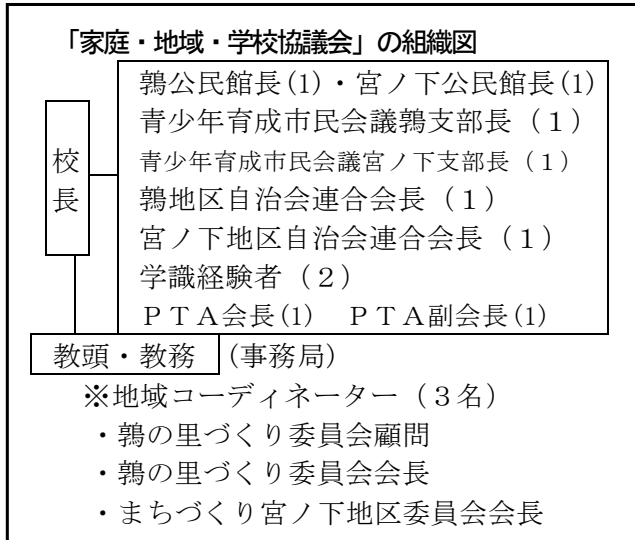 「家庭・地域・学校協議会」の組織図
校長
鶉公民館長(1)・宮ノ下公民館長(1)
青少年育成市民会議鶉支部長（１）
青少年育成市民会議宮ノ下支部長（１）
鶉地区自治会連合会長（１）
宮ノ下地区自治会連合会長（１）
学識経験者（２）
ＰＴＡ会長(1)　ＰＴＡ副会長(1)
教頭・教務 (事務局)
※地域コーディネーター（３名）
・鶉の里づくり委員会顧問
・鶉の里づくり委員会会長
・まちづくり宮ノ下地区委員会会長